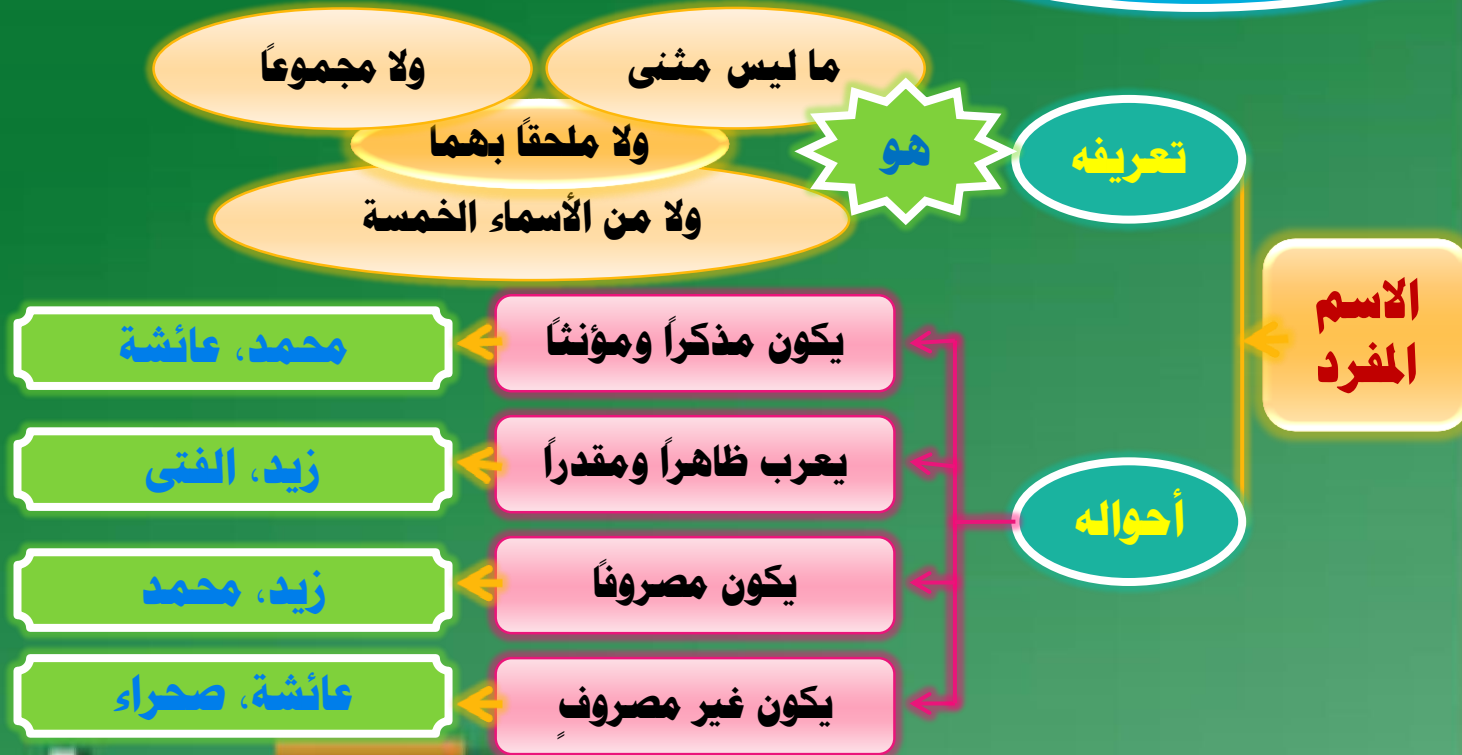 الاسم
المفرد
تعريفه
هو
ما ليس مثنى
ولا مجموعاً
ولا ملحقاً بهما
ولا من الأسماء الخمسة
أحواله
يكون مذكراً ومؤنثاً
محمد، عائشة
يعرب ظاهراً ومقدراً
زيد، الفتى
يكون مصروفاً
زيد، محمد
يكون غير مصروفٍ
عائشة، صحراء